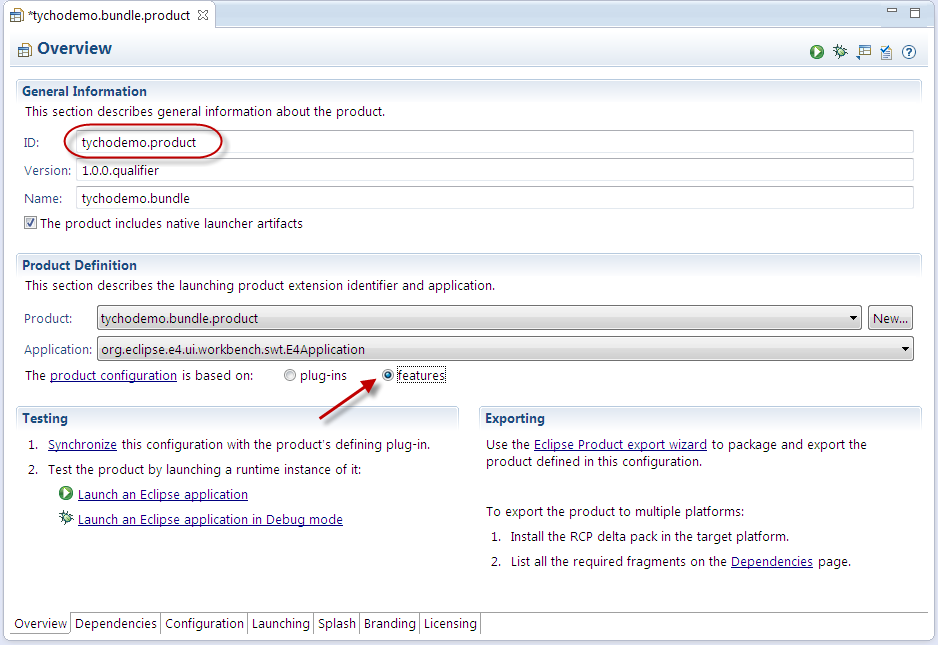 *tychodemo.bundle.product
Overview
General Information
This section describes general information about the product.
ID: tychodemo.product
Version: 1.0.0.qualifier
Name: tychodemo.bundle
The product includes native launcher artifacts
Product Definition
This section describes the launching product extension identifier and application.
Product: tychodemo.bundle.product New...
Application: org.eclipse.e4.ui.workbench.swt.E4Application
The product configuration is based on: plug-ins features
Testing
1. Synchronize this configuration with the product's defining plug-in.
2. Test the product by launching a runtime instance of it:
Launch an Eclipse application
Launch an Eclipse application in Debug mode
Exporting
Use the Eclipse Product export wizard to package and export the
product defined in this configuration.
To export the product to multiple platforms:
1. Install the RCP delta pack in the target platform.
2. List all the required fragments on the Dependencies page.
Overview Dependencies Configuration Launching Splash Branding Licensing